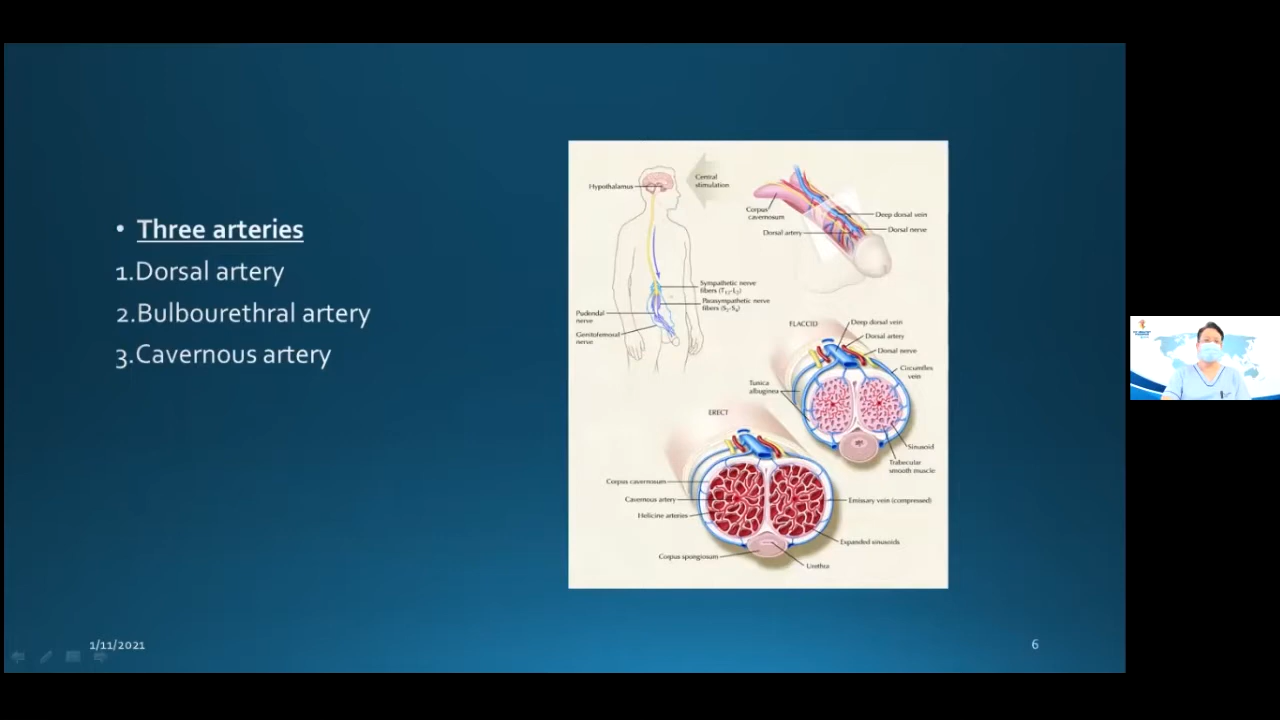 • Three arteries
1.Dorsal artery
2.Bulbourethral artery
3.Cavernous artery
Hypothalamus
Central
stimulation
Corpus
cavernosum
Deep dorsal vein
Dorsal artery
Dorsal nerve
Sympathetic nerve
fibers (T12-L2)
Parasympathetic nerve
fibers (S2-S4)
Pudendal
nerve
Genitofemoral
nerve
FLACCID
Deep dorsal vein
Dorsal artery
Dorsal nerve
Circumflex
vein
Tunica
albuginea
Sinusoid
Trabecular
smooth muscle
ERECT
Corpus cavernosum
Cavernous artery
Helicine arteries
Emissary vein (compressed)
Expanded sinusoids
Corpus spongiosum
Urethra
1/11/2021
6